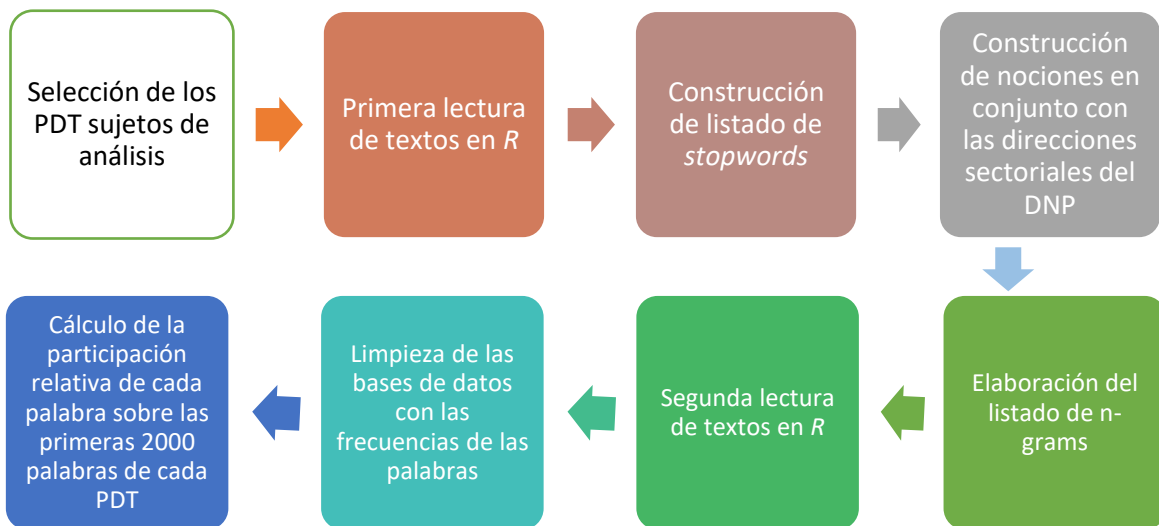 Selección de los
PDT sujetos de
análisis
Primera lectura
de textos en R
Construcción
de listado de
stopwords
Construcción
de nociones en
conjunto con
las direcciones
sectoriales del
DNP
Elaboración del
listado de n-
grams
Segunda lectura
de textos en R
Limpieza de las
bases de datos
con las
frecuencias de las
palabras
Cálculo de la
participación
relativa de cada
palabra sobre las
primeras 2000
palabras de cada
PDT